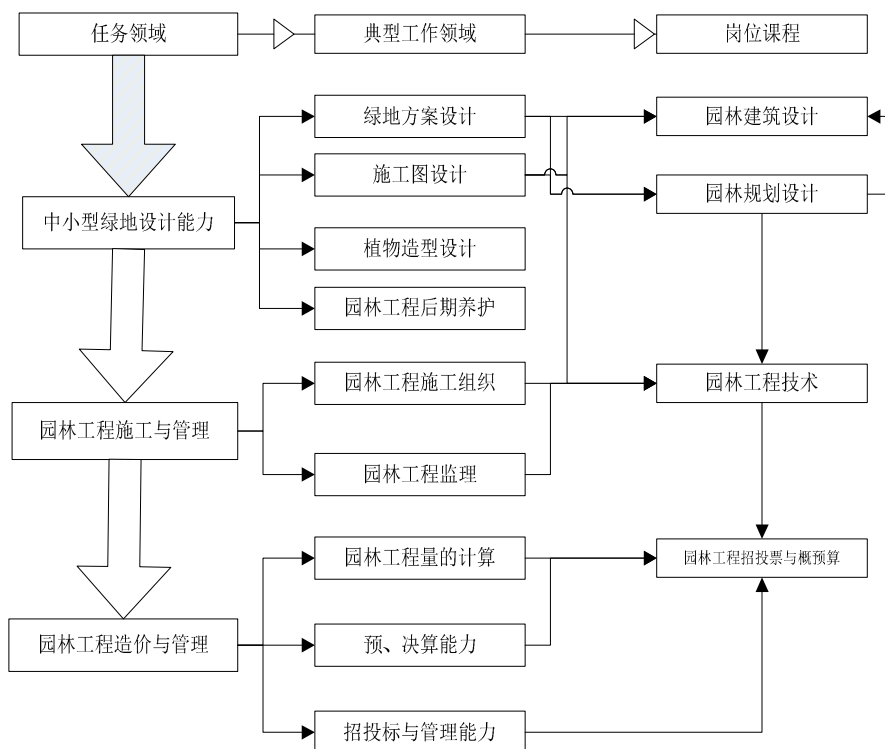 任务领域
典型工作领域
岗位课程
绿地方案设计
园林建筑设计
施工图设计
园林规划设计
中小型绿地设计能力
植物造型设计
园林工程后期养护
园林工程施工组织
园林工程技术
园林工程施工与管理
园林工程监理
园林工程量的计算
园林工程招投票与概预算
园林工程造价与管理
预、决算能力
招投标与管理能力